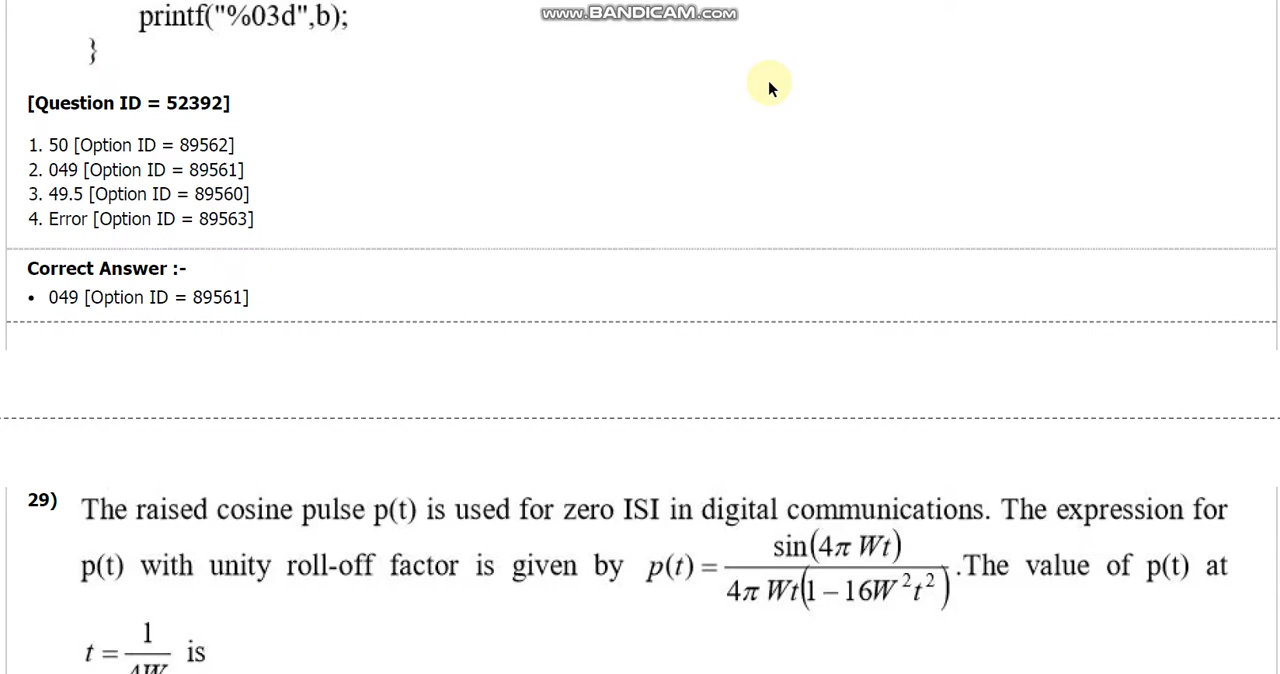 printf("%03d",b);
www.BANDICAM.com
}
[Question ID = 52392]
1. 50 [Option ID = 89562]
2. 049 [Option ID = 89561]
3. 49.5 [Option ID = 89560]
4. Error [Option ID = 89563]
Correct Answer :-
• 049 [Option ID = 89561]
29) The raised cosine pulse p(t) is used for zero ISI in digital communications. The expression for
p(t) with unity roll-off factor is given by p(t) = sin(4π Wt) / 4π Wt(1 − 16W²t²) .The value of p(t) at
t = 1 / 4W is